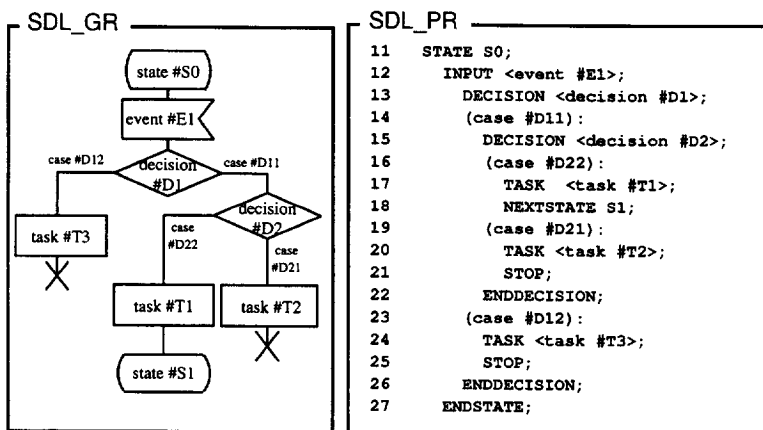 SDL_GR
state #S0
event #E1
case #D12
decision
#D1
case #D11
decision
#D2
task #T3
case
#D22
case
#D21
task #T1
task #T2
state #S1
SDL_PR
11 STATE S0;
12 INPUT <event #E1>;
13 DECISION <decision #D1>;
14 (case #D11):
15 DECISION <decision #D2>;
16 (case #D22):
17 TASK <task #T1>;
18 NEXTSTATE S1;
19 (case #D21):
20 TASK <task #T2>;
21 STOP;
22 ENDDECISION;
23 (case #D12):
24 TASK <task #T3>;
25 STOP;
26 ENDDECISION;
27 ENDSTATE;